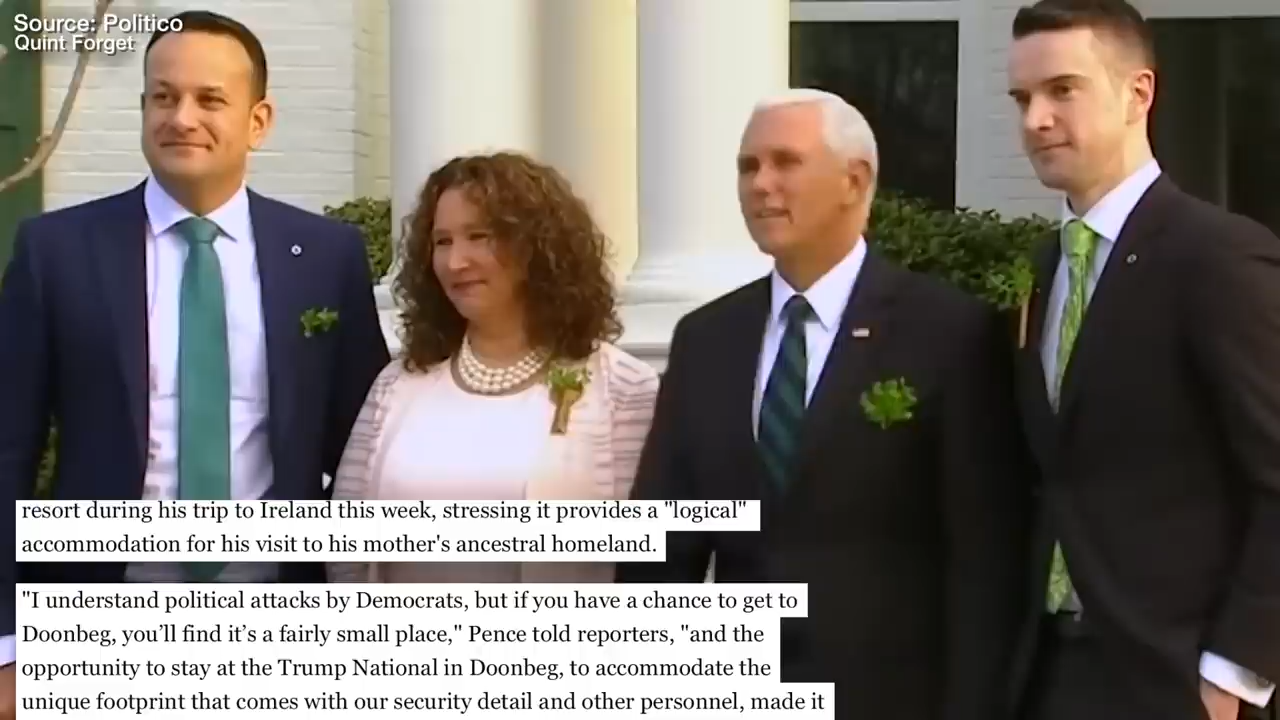 Source: Politico
Quint Forget
resort during his trip to Ireland this week, stressing it provides a "logical"
accommodation for his visit to his mother's ancestral homeland.
"I understand political attacks by Democrats, but if you have a chance to get to
Doonbeg, you’ll find it’s a fairly small place," Pence told reporters, "and the
opportunity to stay at the Trump National in Doonbeg, to accommodate the
unique footprint that comes with our security detail and other personnel, made it